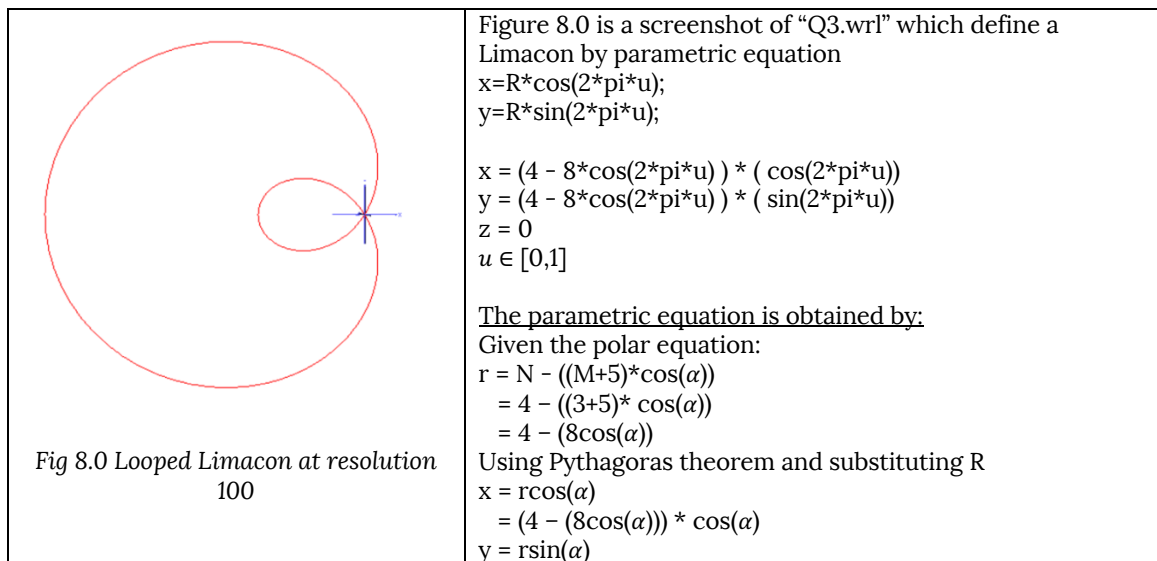 Fig 8.0 Looped Limacon at resolution
100
Figure 8.0 is a screenshot of “Q3.wrl” which define a
Limacon by parametric equation
x=R*cos(2*pi*u);
y=R*sin(2*pi*u);
x = (4 - 8*cos(2*pi*u) ) * ( cos(2*pi*u))
y = (4 - 8*cos(2*pi*u) ) * ( sin(2*pi*u))
z = 0
𝑢 ∈ [0,1]
The parametric equation is obtained by:
Given the polar equation:
r = N - ((M+5)*cos(𝛼))
= 4 – ((3+5)* cos(𝛼))
= 4 – (8cos(𝛼))
Using Pythagoras theorem and substituting R
x = rcos(𝛼)
= (4 – (8cos(𝛼))) * cos(𝛼)
y = rsin(𝛼)